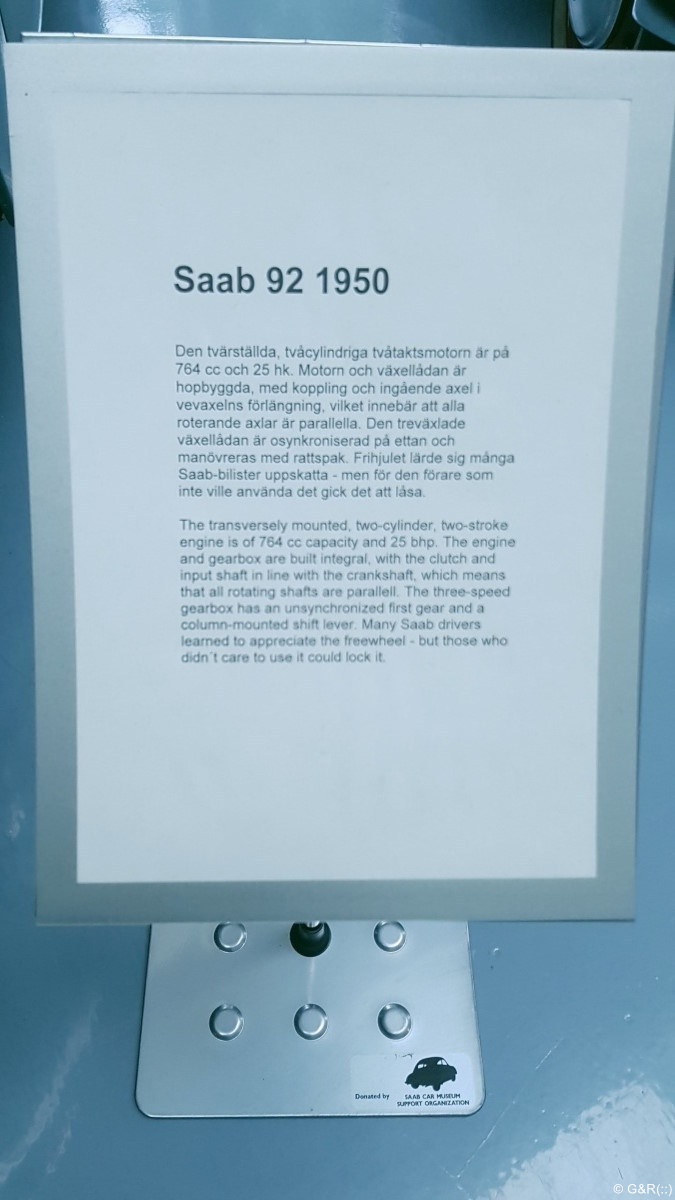 Saab 92 1950
Den tvärställda, tvåcylindriga tvåtaktsmotorn är på
764 cc och 25 hk. Motorn och växellådan är
hopbyggda, med koppling och ingående axel i
vevaxelns förlängning, vilket innebär att alla
roterande axlar är parallella. Den treväxlade
växellådan är osynkroniserad på ettan och
manövreras med rattspak. Frihjulet lärde sig många
Saab-bilister uppskatta - men för den förare som
inte ville använda det gick det att låsa.
The transversely mounted, two-cylinder, two-stroke
engine is of 764 cc capacity and 25 bhp. The engine
and gearbox are built integral, with the clutch and
input shaft in line with the crankshaft, which means
that all rotating shafts are parallell. The three-speed
gearbox has an unsynchronized first gear and a
column-mounted shift lever. Many Saab drivers
learned to appreciate the freewheel - but those who
didn´t care to use it could lock it.
Donated by SAAB CAR MUSEUM
SUPPORT ORGANIZATION
© G&R(::)